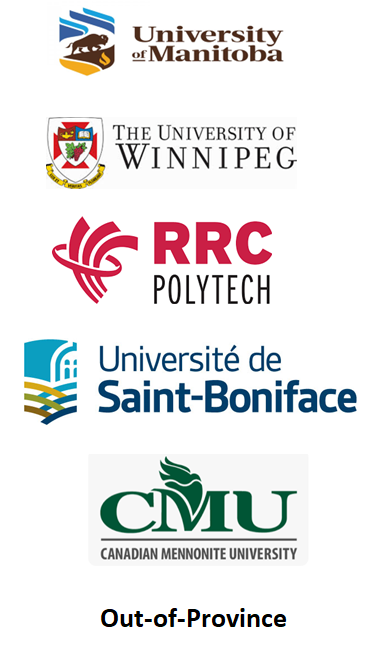 University
of Manitoba
THE UNIVERSITY OF
WINNIPEG
RRC
POLYTECH
Université de
Saint-Boniface
CMU
CANADIAN MENNONITE UNIVERSITY
Out-of-Province